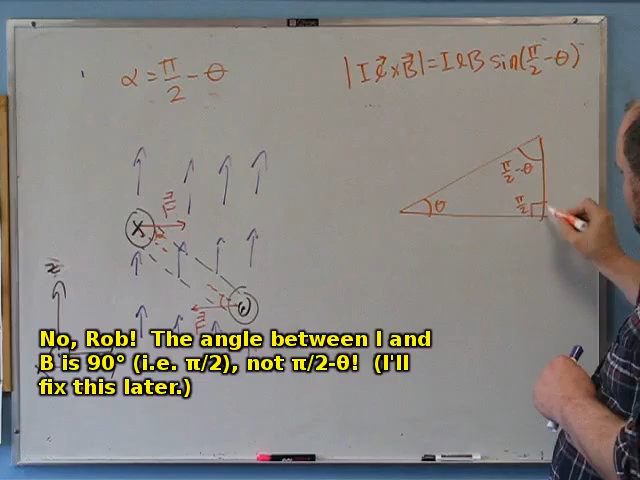 α = π/2 - θ
|I ℓ⃗ x B⃗| = I ℓ B sin(π/2 - θ)
π/2 - θ
θ
π/2
F⃗
x
F⃗
z
No, Rob! The angle between I and
B is 90° (i.e. π/2), not π/2-θ! (I'll
fix this later.)